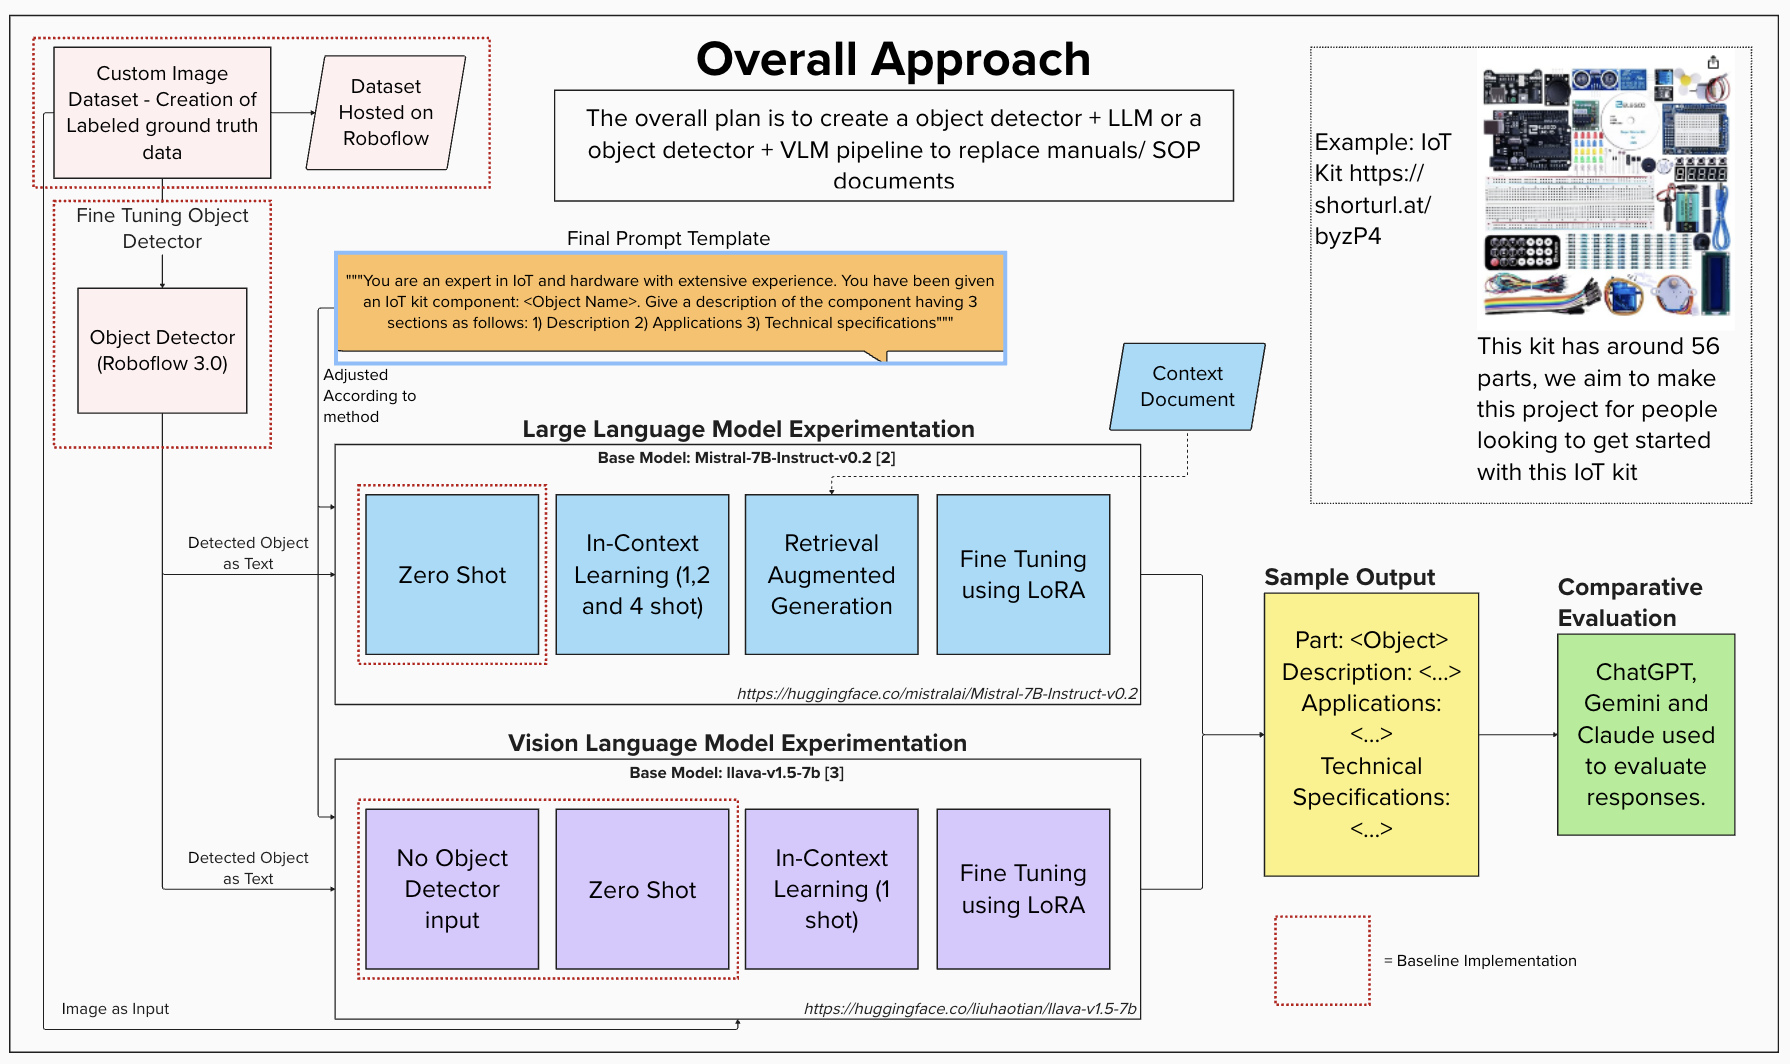 Overall Approach
The overall plan is to create a object detector + LLM or a
object detector + VLM pipeline to replace manuals/ SOP
documents
Custom Image
Dataset - Creation of
Labeled ground truth
data
Dataset
Hosted on
Roboflow
Example: IoT
Kit https://
shorturl.at/
byzP4
This kit has around 56
parts, we aim to make
this project for people
looking to get started
with this IoT kit
Fine Tuning Object
Detector
Object Detector
(Roboflow 3.0)
Final Prompt Template
"""You are an expert in IoT and hardware with extensive experience. You have been given
an IoT kit component: <Object Name>. Give a description of the component having 3
sections as follows: 1) Description 2) Applications 3) Technical specifications"""
Adjusted
According to
method
Context
Document
Large Language Model Experimentation
Base Model: Mistral-7B-Instruct-v0.2 [2]
Detected Object
as Text
Zero Shot
In-Context
Learning (1,2
and 4 shot)
Retrieval
Augmented
Generation
Fine Tuning
using LoRA
https://huggingface.co/mistralai/Mistral-7B-Instruct-v0.2
Vision Language Model Experimentation
Base Model: llava-v1.5-7b [3]
Detected Object
as Text
No Object
Detector
input
Zero Shot
In-Context
Learning (1
shot)
Fine Tuning
using LoRA
https://huggingface.co/liuhaotian/llava-v1.5-7b
Image as Input
Sample Output
Part: <Object>
Description: <...>
Applications:
<...>
Technical
Specifications:
<...>
Comparative
Evaluation
ChatGPT,
Gemini and
Claude used
to evaluate
responses.
= Baseline Implementation